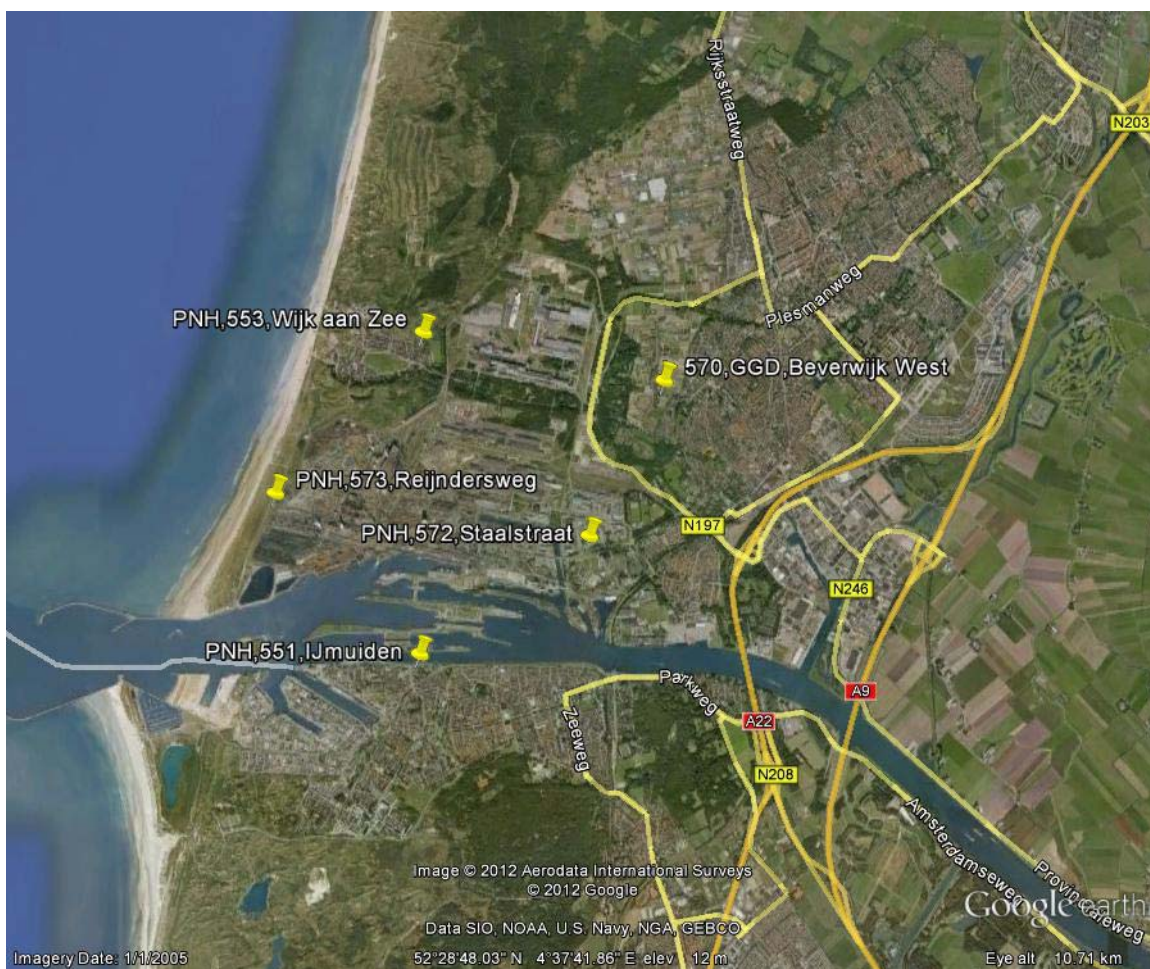 Rijksstraatweg
N203
PNH,553,Wijk aan Zee
Plesmanweg
570,GGD,Beverwijk West
PNH,573,Reijndersweg
PNH,572,Staalstraat
N197
N246
PNH,551,IJmuiden
Parkweg
A9
Zeeweg
A22
N208
Amsterdamseweg
Provincialeweg
Image © 2012 Aerodata International Surveys
© 2012 Google
Data SIO, NOAA, U.S. Navy, NGA, GEBCO
Google earth
Imagery Date: 1/1/2005
52°28'48.03" N 4°37'41.86" E elev 12 m
Eye alt 10.71 km